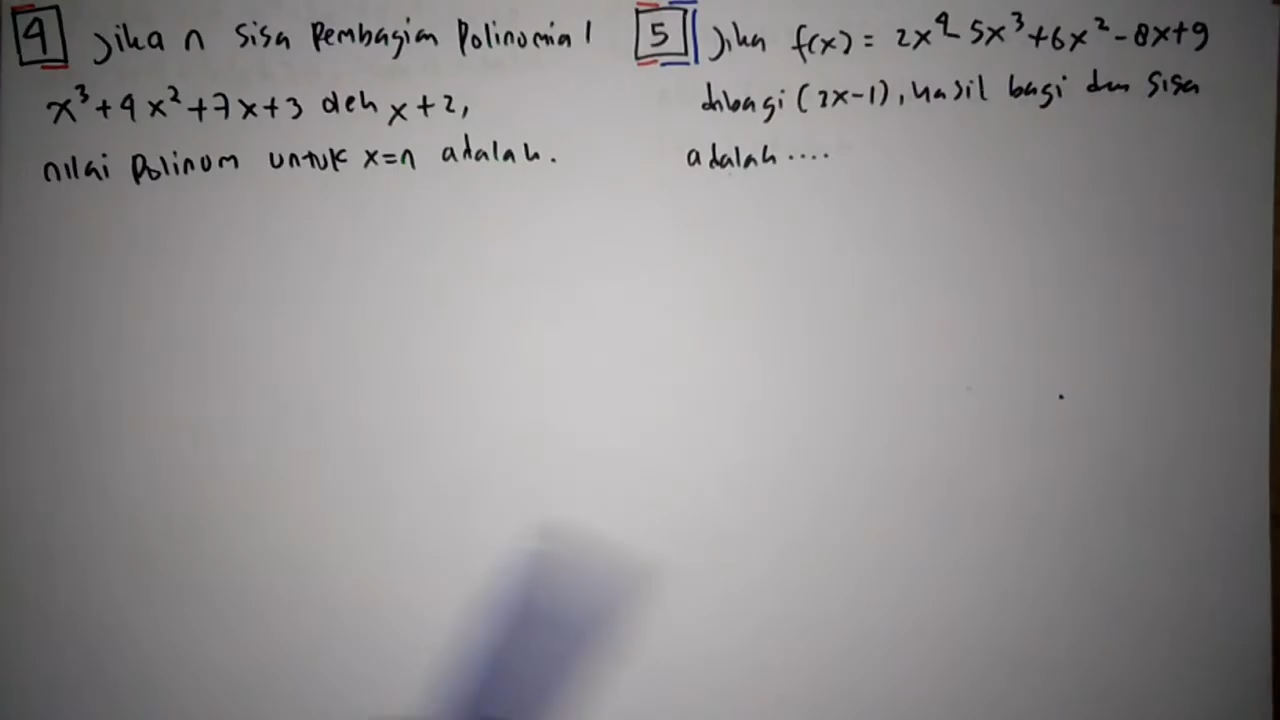 4 Jika n sisa Pembagian Polinomial
x³+4x²+7x+3 oleh x+2,
nilai Polinom untuk x=n adalah.
5 Jika f(x) = 2x⁴-5x³+6x²-8x+9
dibagi (2x-1), hasil bagi dan sisa
adalah ....